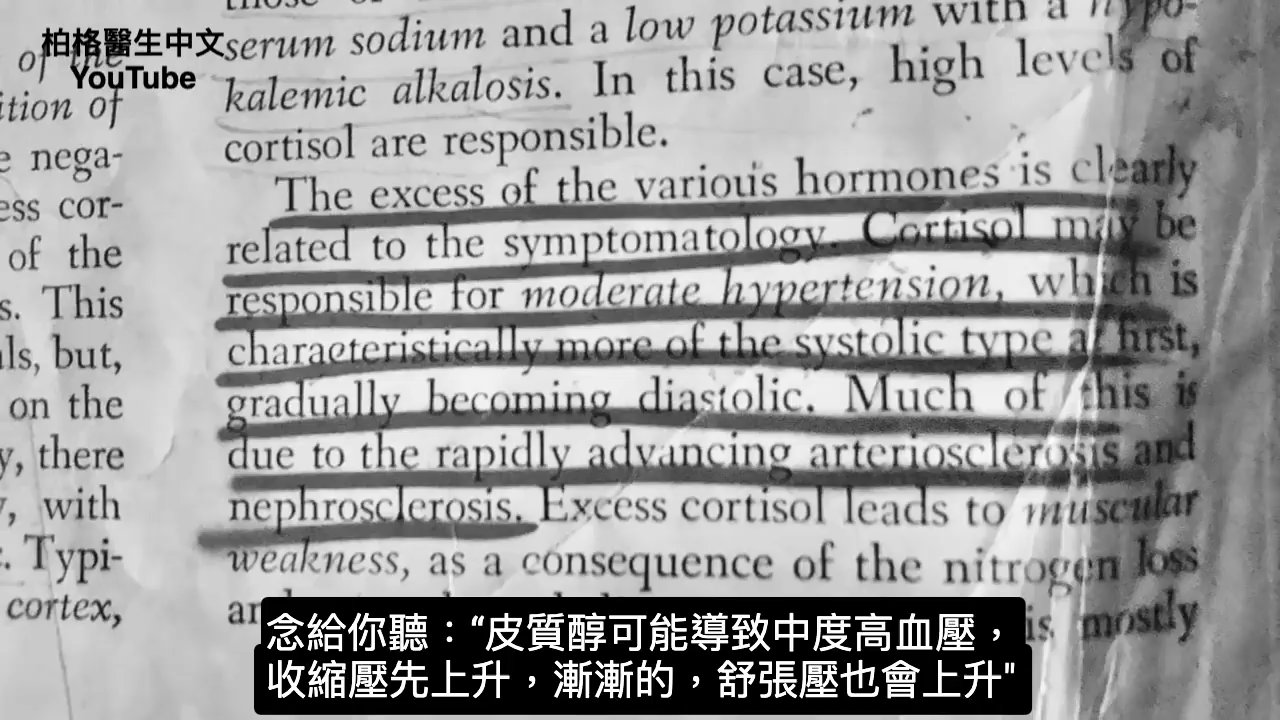 柏格醫生中文
YouTube
of the
ition of
e nega-
ess cor-
of the
s. This
als, but,
on the
y, there
, with
. Typi-
cortex,
those of
serum sodium and a low potassium with a hypo-
kalemic alkalosis. In this case, high levels of
cortisol are responsible.
The excess of the various hormones is clearly
related to the symptomatology. Cortisol may be
responsible for moderate hypertension, which is
characteristically more of the systolic type at first,
gradually becoming diastolic. Much of this is
due to the rapidly advancing arteriosclerosis and
nephrosclerosis. Excess cortisol leads to muscular
weakness, as a consequence of the nitrogen loss
is mostly
念給你聽：“皮質醇可能導致中度高血壓，
收縮壓先上升，漸漸的，舒張壓也會上升"